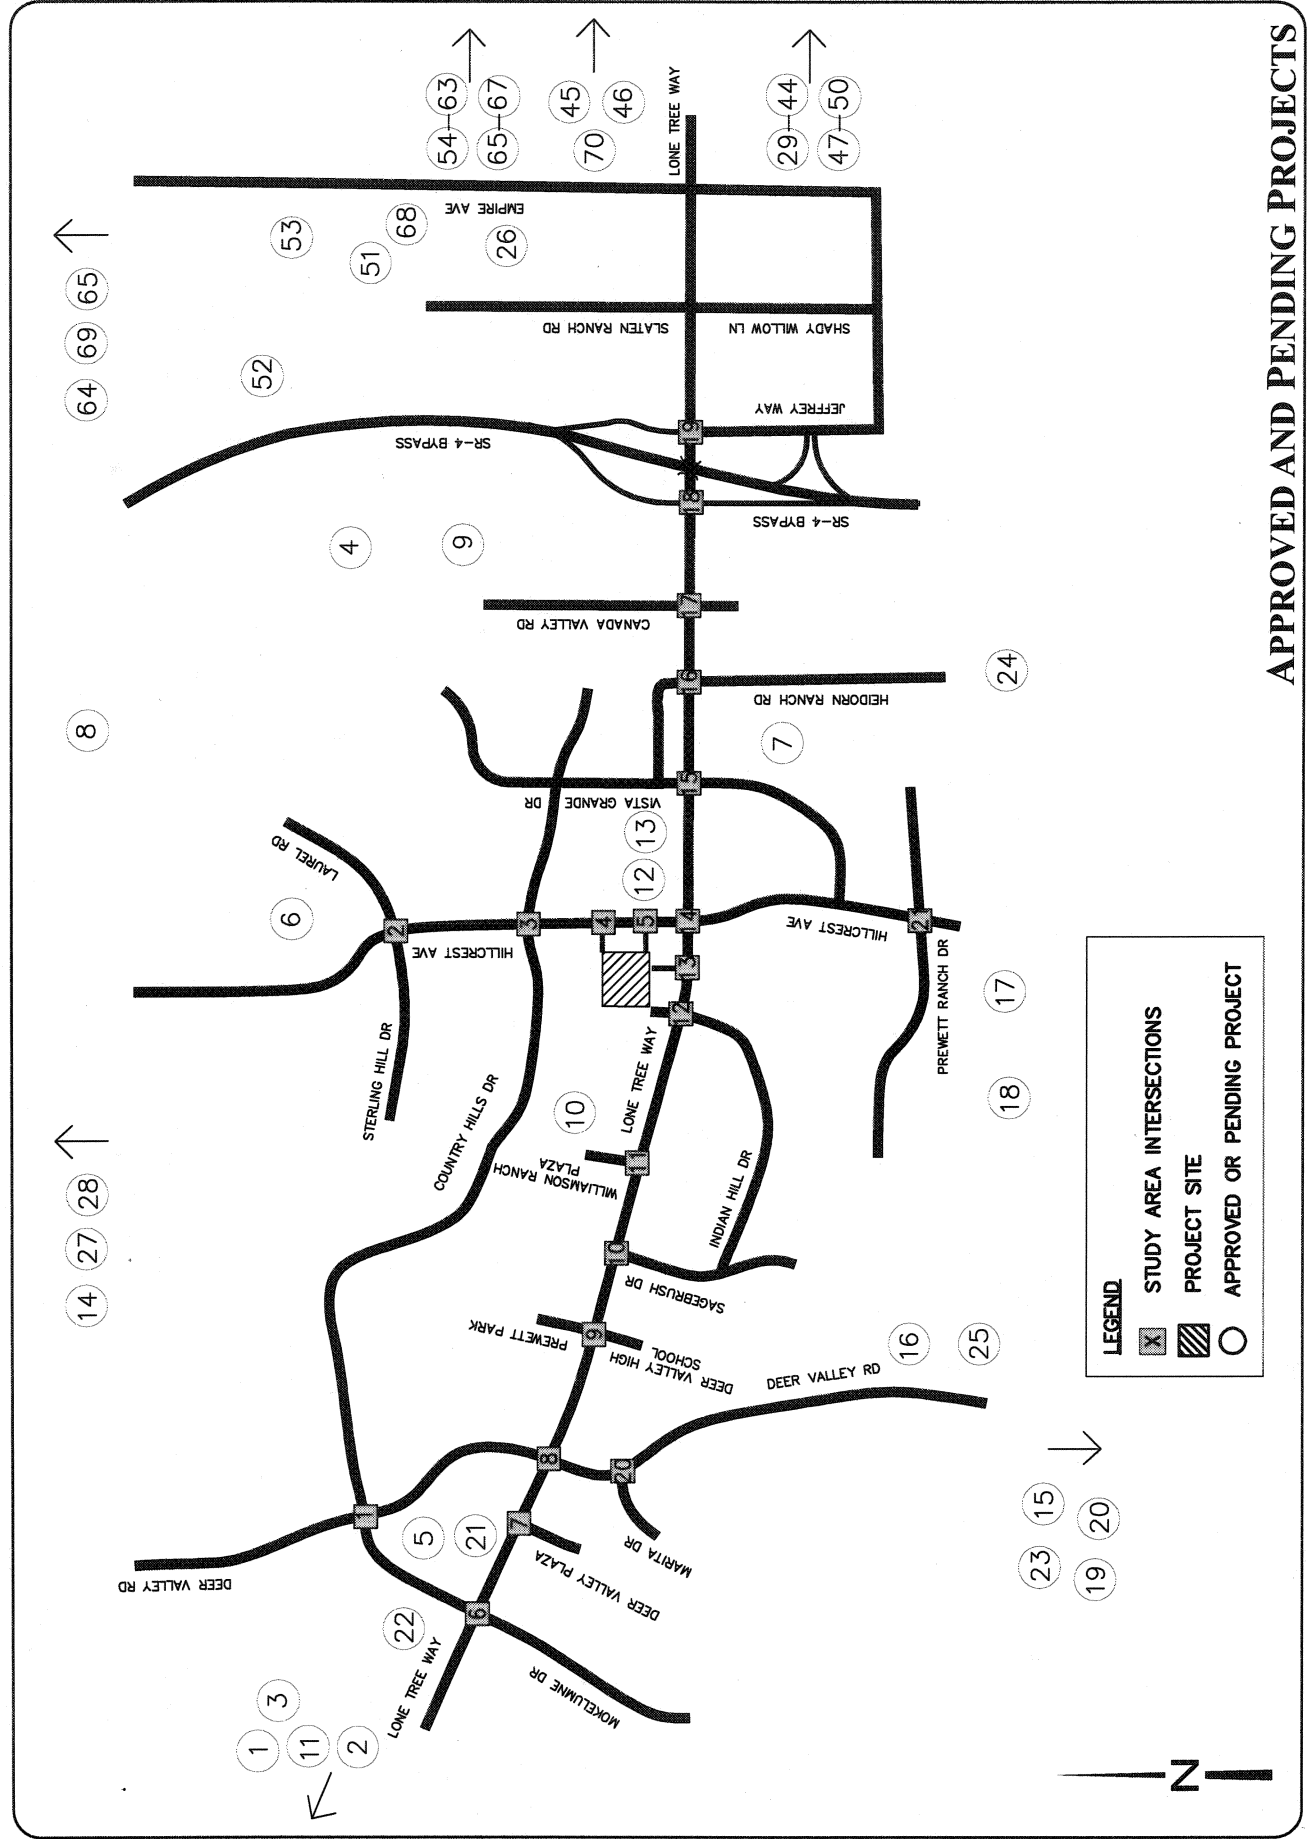 APPROVED AND PENDING PROJECTS
14 27 28
64 69 65
8
1
3
11
2
22
5
21
6
10
12
13
4
9
7
52
53
51
68
26
54 63
65 67
45
70
46
29 44
47 50
24
17
18
16
25
23
15
19
20
DEER VALLEY RD
LONE TREE WAY
MOKELUMNE DR
DEER VALLEY PLAZA
MARITA DR
DEER VALLEY RD
PREWETT PARK
DEER VALLEY HIGH
SCHOOL
SAGEBRUSH DR
INDIAN HILL DR
WILLIAMSON RANCH
PLAZA
LONE TREE WAY
COUNTRY HILLS DR
STERLING HILL DR
LAUREL RD
HILLCREST AVE
HILLCREST AVE
PREWETT RANCH DR
VISTA GRANDE DR
HEIDORN RANCH RD
CANADA VALLEY RD
SR-4 BYPASS
SR-4 BYPASS
JEFFREY WAY
SLATEN RANCH RD
SHADY WILLOW LN
EMPIRE AVE
LONE TREE WAY
1
2
3
4
5
6
7
8
9
10
11
12
13
14
15
16
17
18
19
20
21
N
LEGEND
X STUDY AREA INTERSECTIONS
PROJECT SITE
APPROVED OR PENDING PROJECT